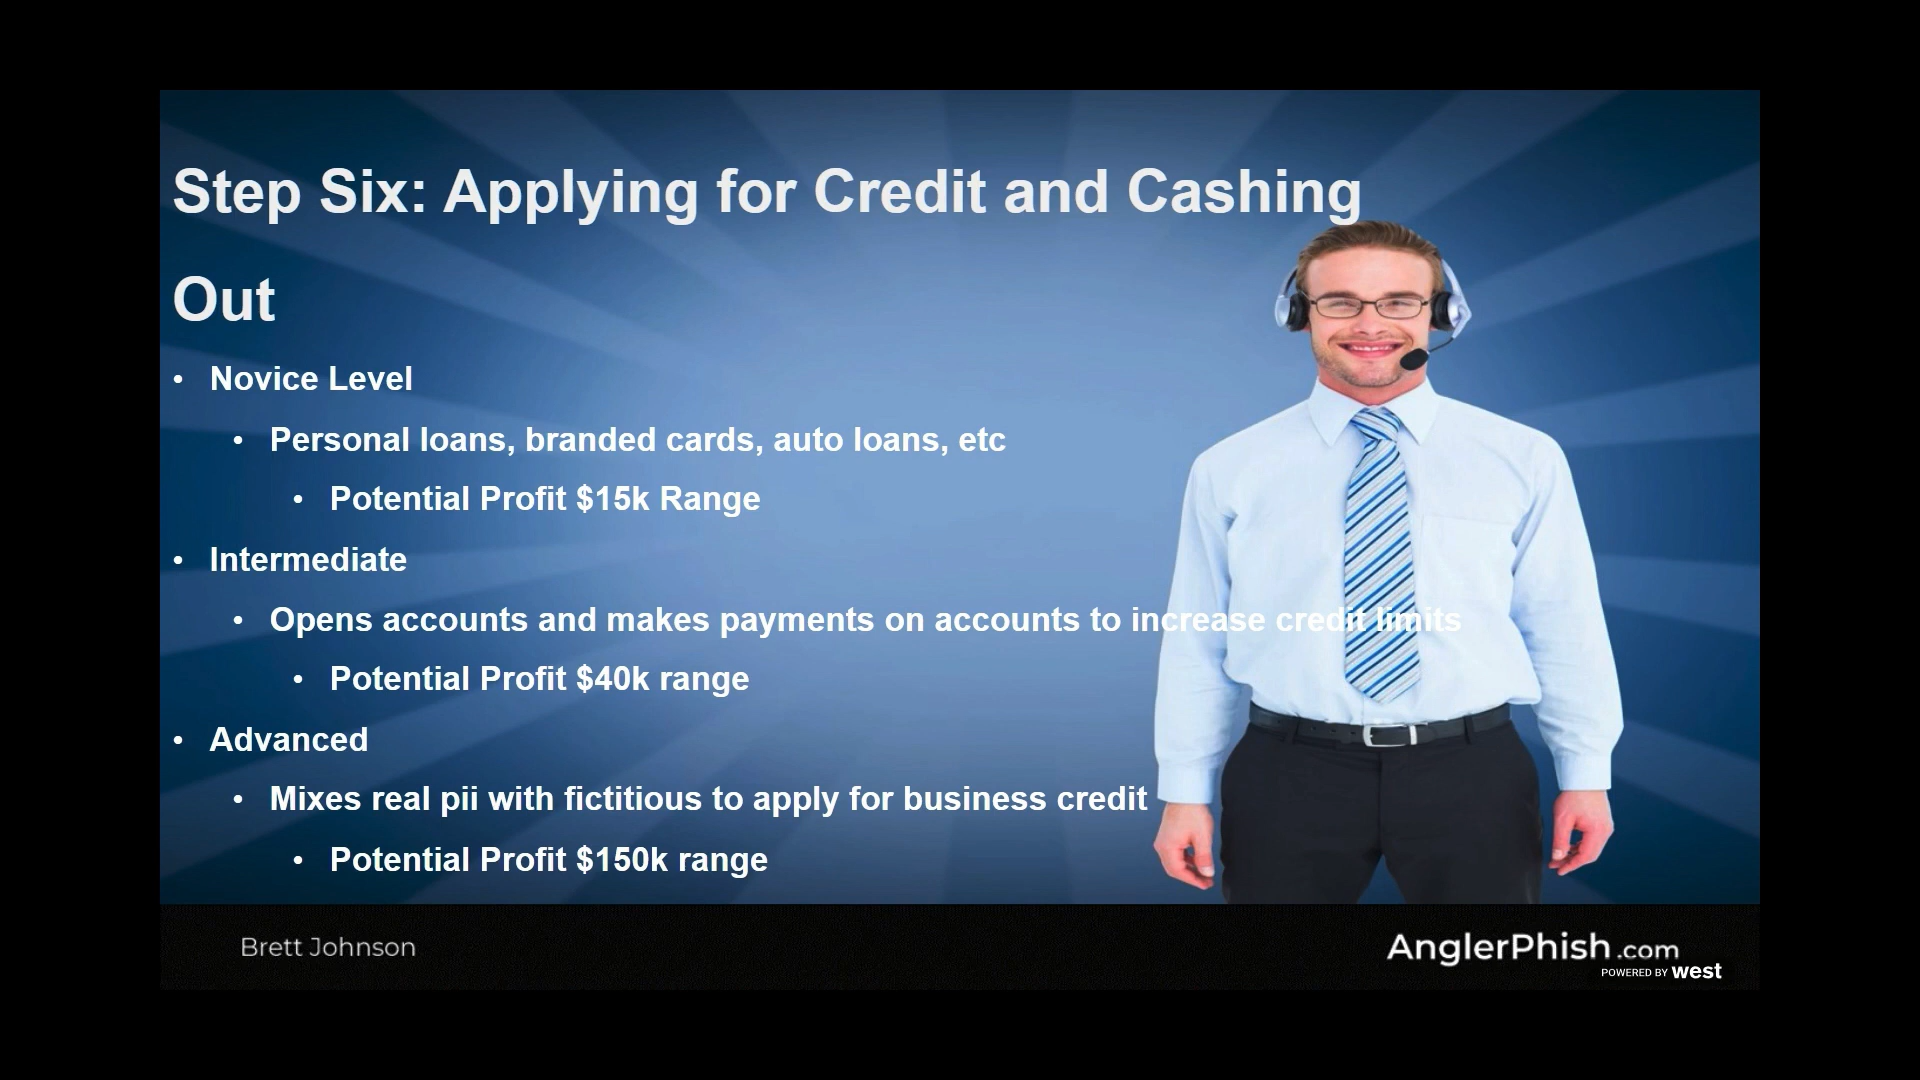 Step Six: Applying for Credit and Cashing
Out
• Novice Level
• Personal loans, branded cards, auto loans, etc
• Potential Profit $15k Range
• Intermediate
• Opens accounts and makes payments on accounts to increase credit limits
• Potential Profit $40k range
• Advanced
• Mixes real pii with fictitious to apply for business credit
• Potential Profit $150k range
Brett Johnson
AnglerPhish.com
POWERED BY west